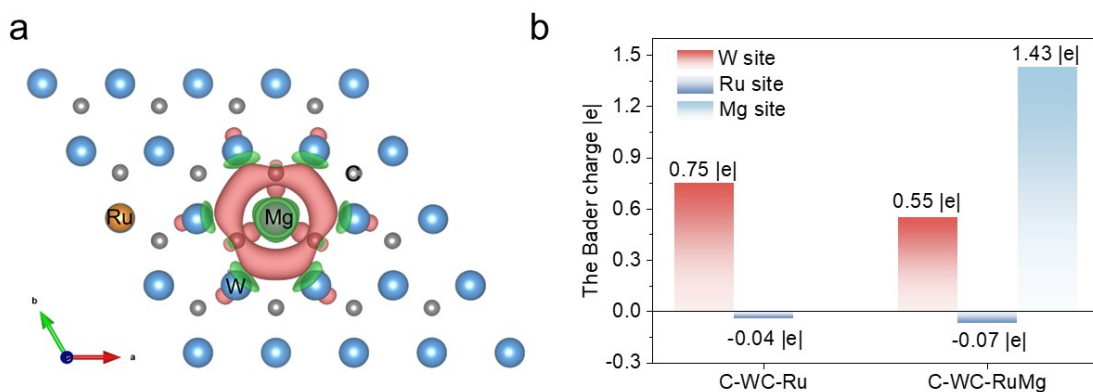 a
Ru
Mg
C
W
b
a
b
The Bader charge |e|
1.5
1.2
0.9
0.6
0.3
0.0
-0.3
W site
Ru site
Mg site
0.75 |e|
-0.04 |e|
0.55 |e|
-0.07 |e|
1.43 |e|
C-WC-Ru
C-WC-RuMg